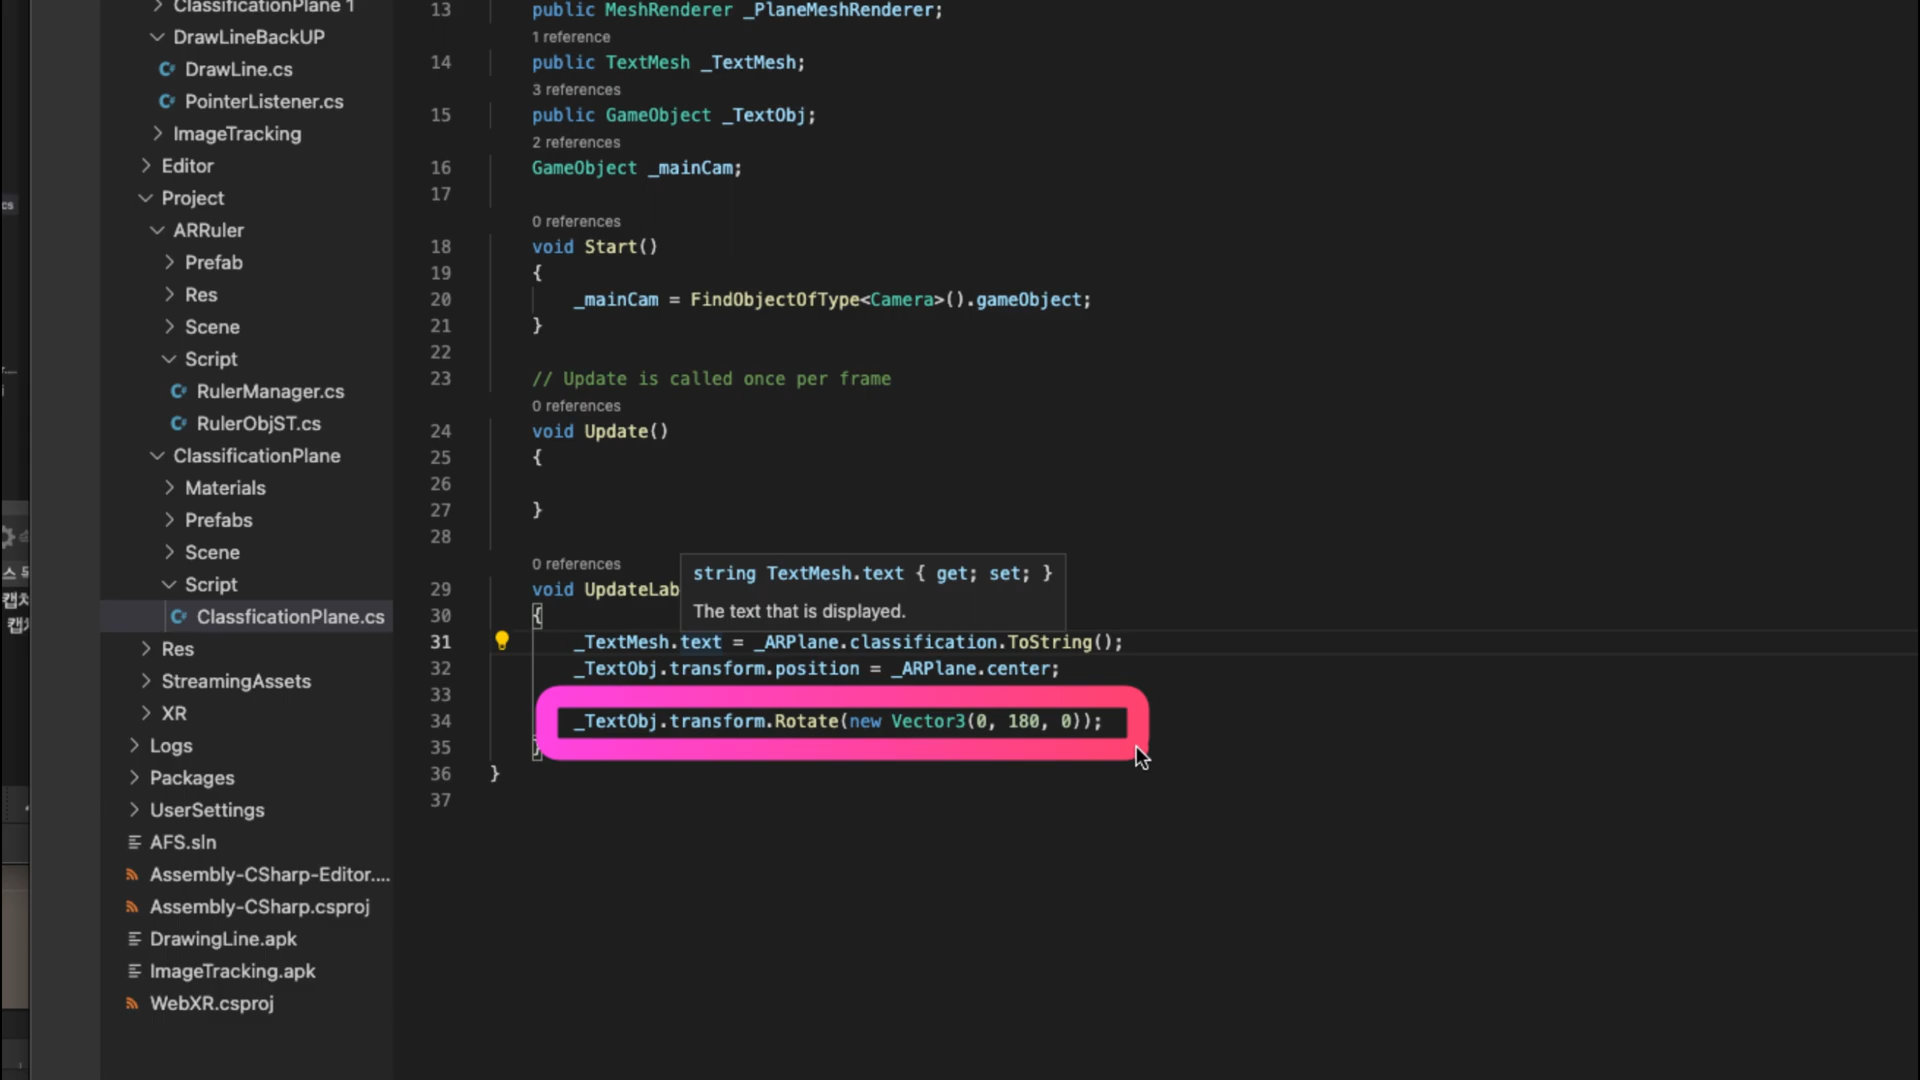 ClassificationPlane 1
DrawLineBackUP
DrawLine.cs
PointerListener.cs
ImageTracking
Editor
Project
ARRuler
Prefab
Res
Scene
Script
RulerManager.cs
RulerObjST.cs
ClassificationPlane
Materials
Prefabs
Scene
Script
ClassficationPlane.cs
Res
StreamingAssets
XR
Logs
Packages
UserSettings
AFS.sln
Assembly-CSharp-Editor....
Assembly-CSharp.csproj
DrawingLine.apk
ImageTracking.apk
WebXR.csproj
cs
13 public MeshRenderer _PlaneMeshRenderer;
1 reference
14 public TextMesh _TextMesh;
3 references
15 public GameObject _TextObj;
2 references
16 GameObject _mainCam;
17
0 references
18 void Start()
19 {
20 _mainCam = FindObjectOfType<Camera>().gameObject;
21 }
22
23 // Update is called once per frame
0 references
24 void Update()
25 {
26
27 }
28
0 references
string TextMesh.text { get; set; }
29 void UpdateLab
The text that is displayed.
30 {
31 _TextMesh.text = _ARPlane.classification.ToString();
32 _TextObj.transform.position = _ARPlane.center;
33
34 _TextObj.transform.Rotate(new Vector3(0, 180, 0));
35 }
36 }
37